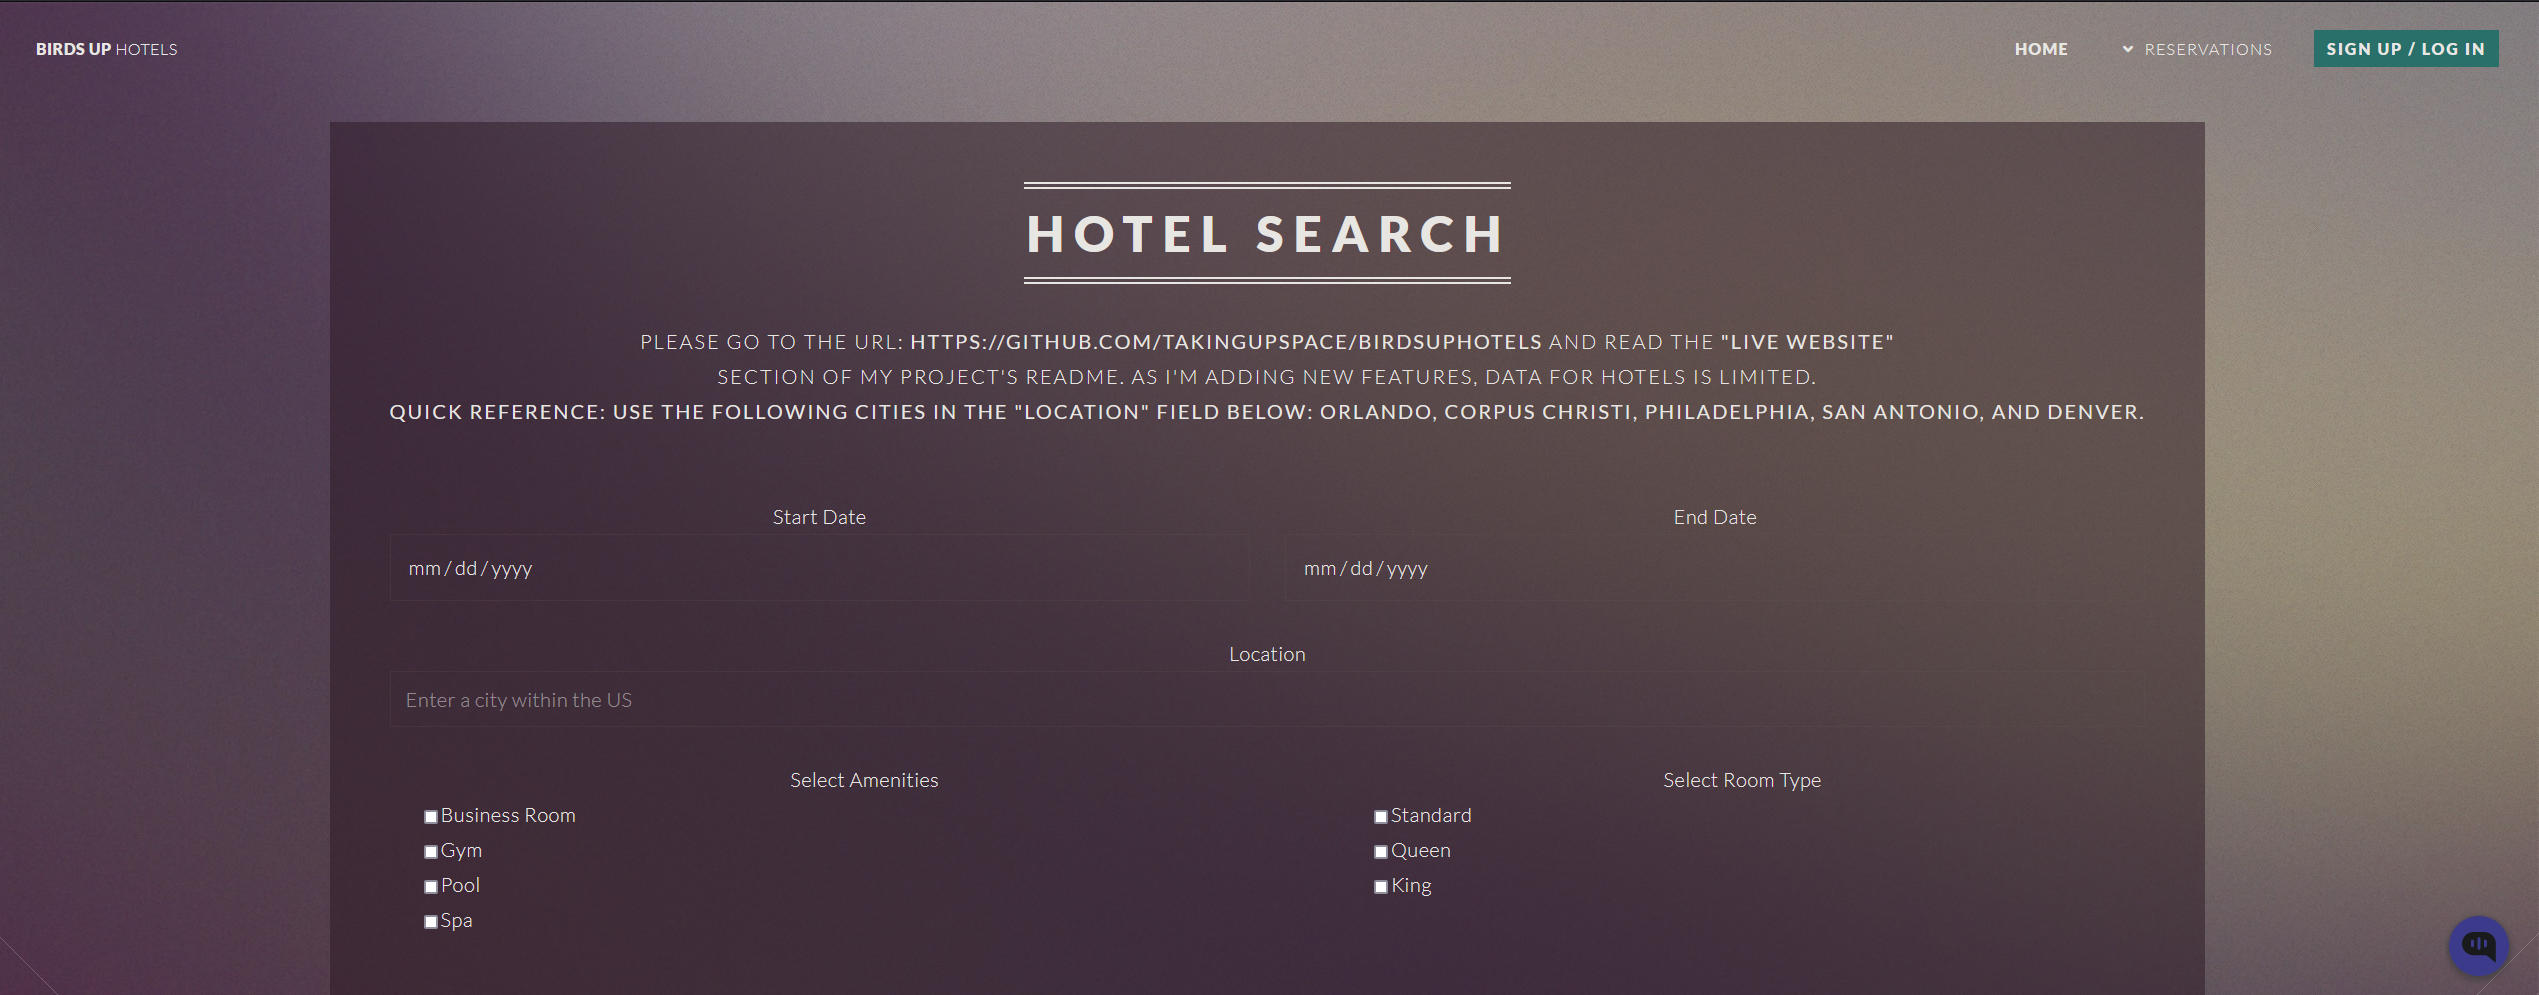 BIRDS UP HOTELS
HOME
RESERVATIONS
SIGN UP / LOG IN
HOTEL SEARCH
PLEASE GO TO THE URL: HTTPS://GITHUB.COM/TAKINGUPSPACE/BIRDSUPHOTELS AND READ THE "LIVE WEBSITE"
SECTION OF MY PROJECT'S README. AS I'M ADDING NEW FEATURES, DATA FOR HOTELS IS LIMITED.
QUICK REFERENCE: USE THE FOLLOWING CITIES IN THE "LOCATION" FIELD BELOW: ORLANDO, CORPUS CHRISTI, PHILADELPHIA, SAN ANTONIO, AND DENVER.
Start Date
End Date
mm/dd/yyyy
mm/dd/yyyy
Location
Enter a city within the US
Select Amenities
Business Room
Gym
Pool
Spa
Select Room Type
Standard
Queen
King